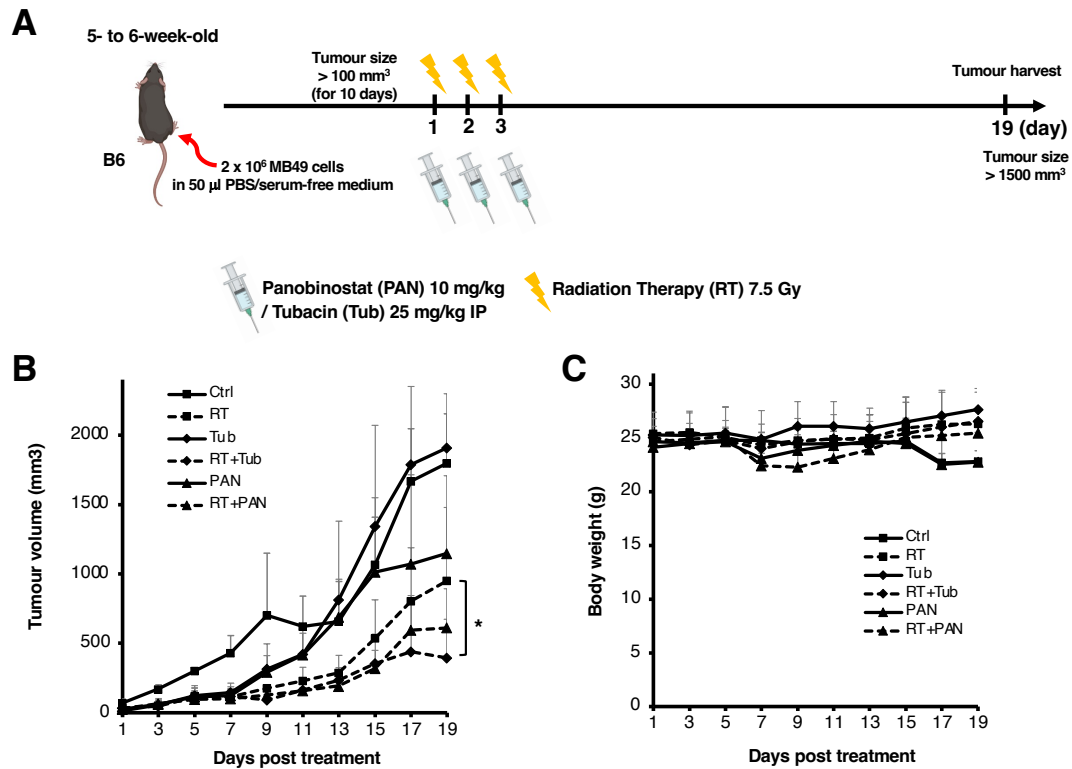 A
5- to 6-week-old
B6
2 x 10⁶ MB49 cells
in 50 µl PBS/serum-free medium
Tumour size
> 100 mm³
(for 10 days)
1 2 3
Tumour harvest
19 (day)
Tumour size
> 1500 mm³
Panobinostat (PAN) 10 mg/kg
/ Tubacin (Tub) 25 mg/kg IP
Radiation Therapy (RT) 7.5 Gy
B
Tumour volume (mm3)
2000
1500
1000
500
0
Ctrl
RT
Tub
RT+Tub
PAN
RT+PAN
*
1 3 5 7 9 11 13 15 17 19
Days post treatment
C
Body weight (g)
30
25
20
15
10
5
0
Ctrl
RT
Tub
RT+Tub
PAN
RT+PAN
1 3 5 7 9 11 13 15 17 19
Days post treatment